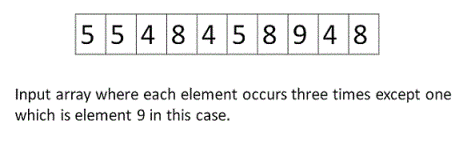 5 5 4 8 4 5 8 9 4 8
Input array where each element occurs three times except one
which is element 9 in this case.